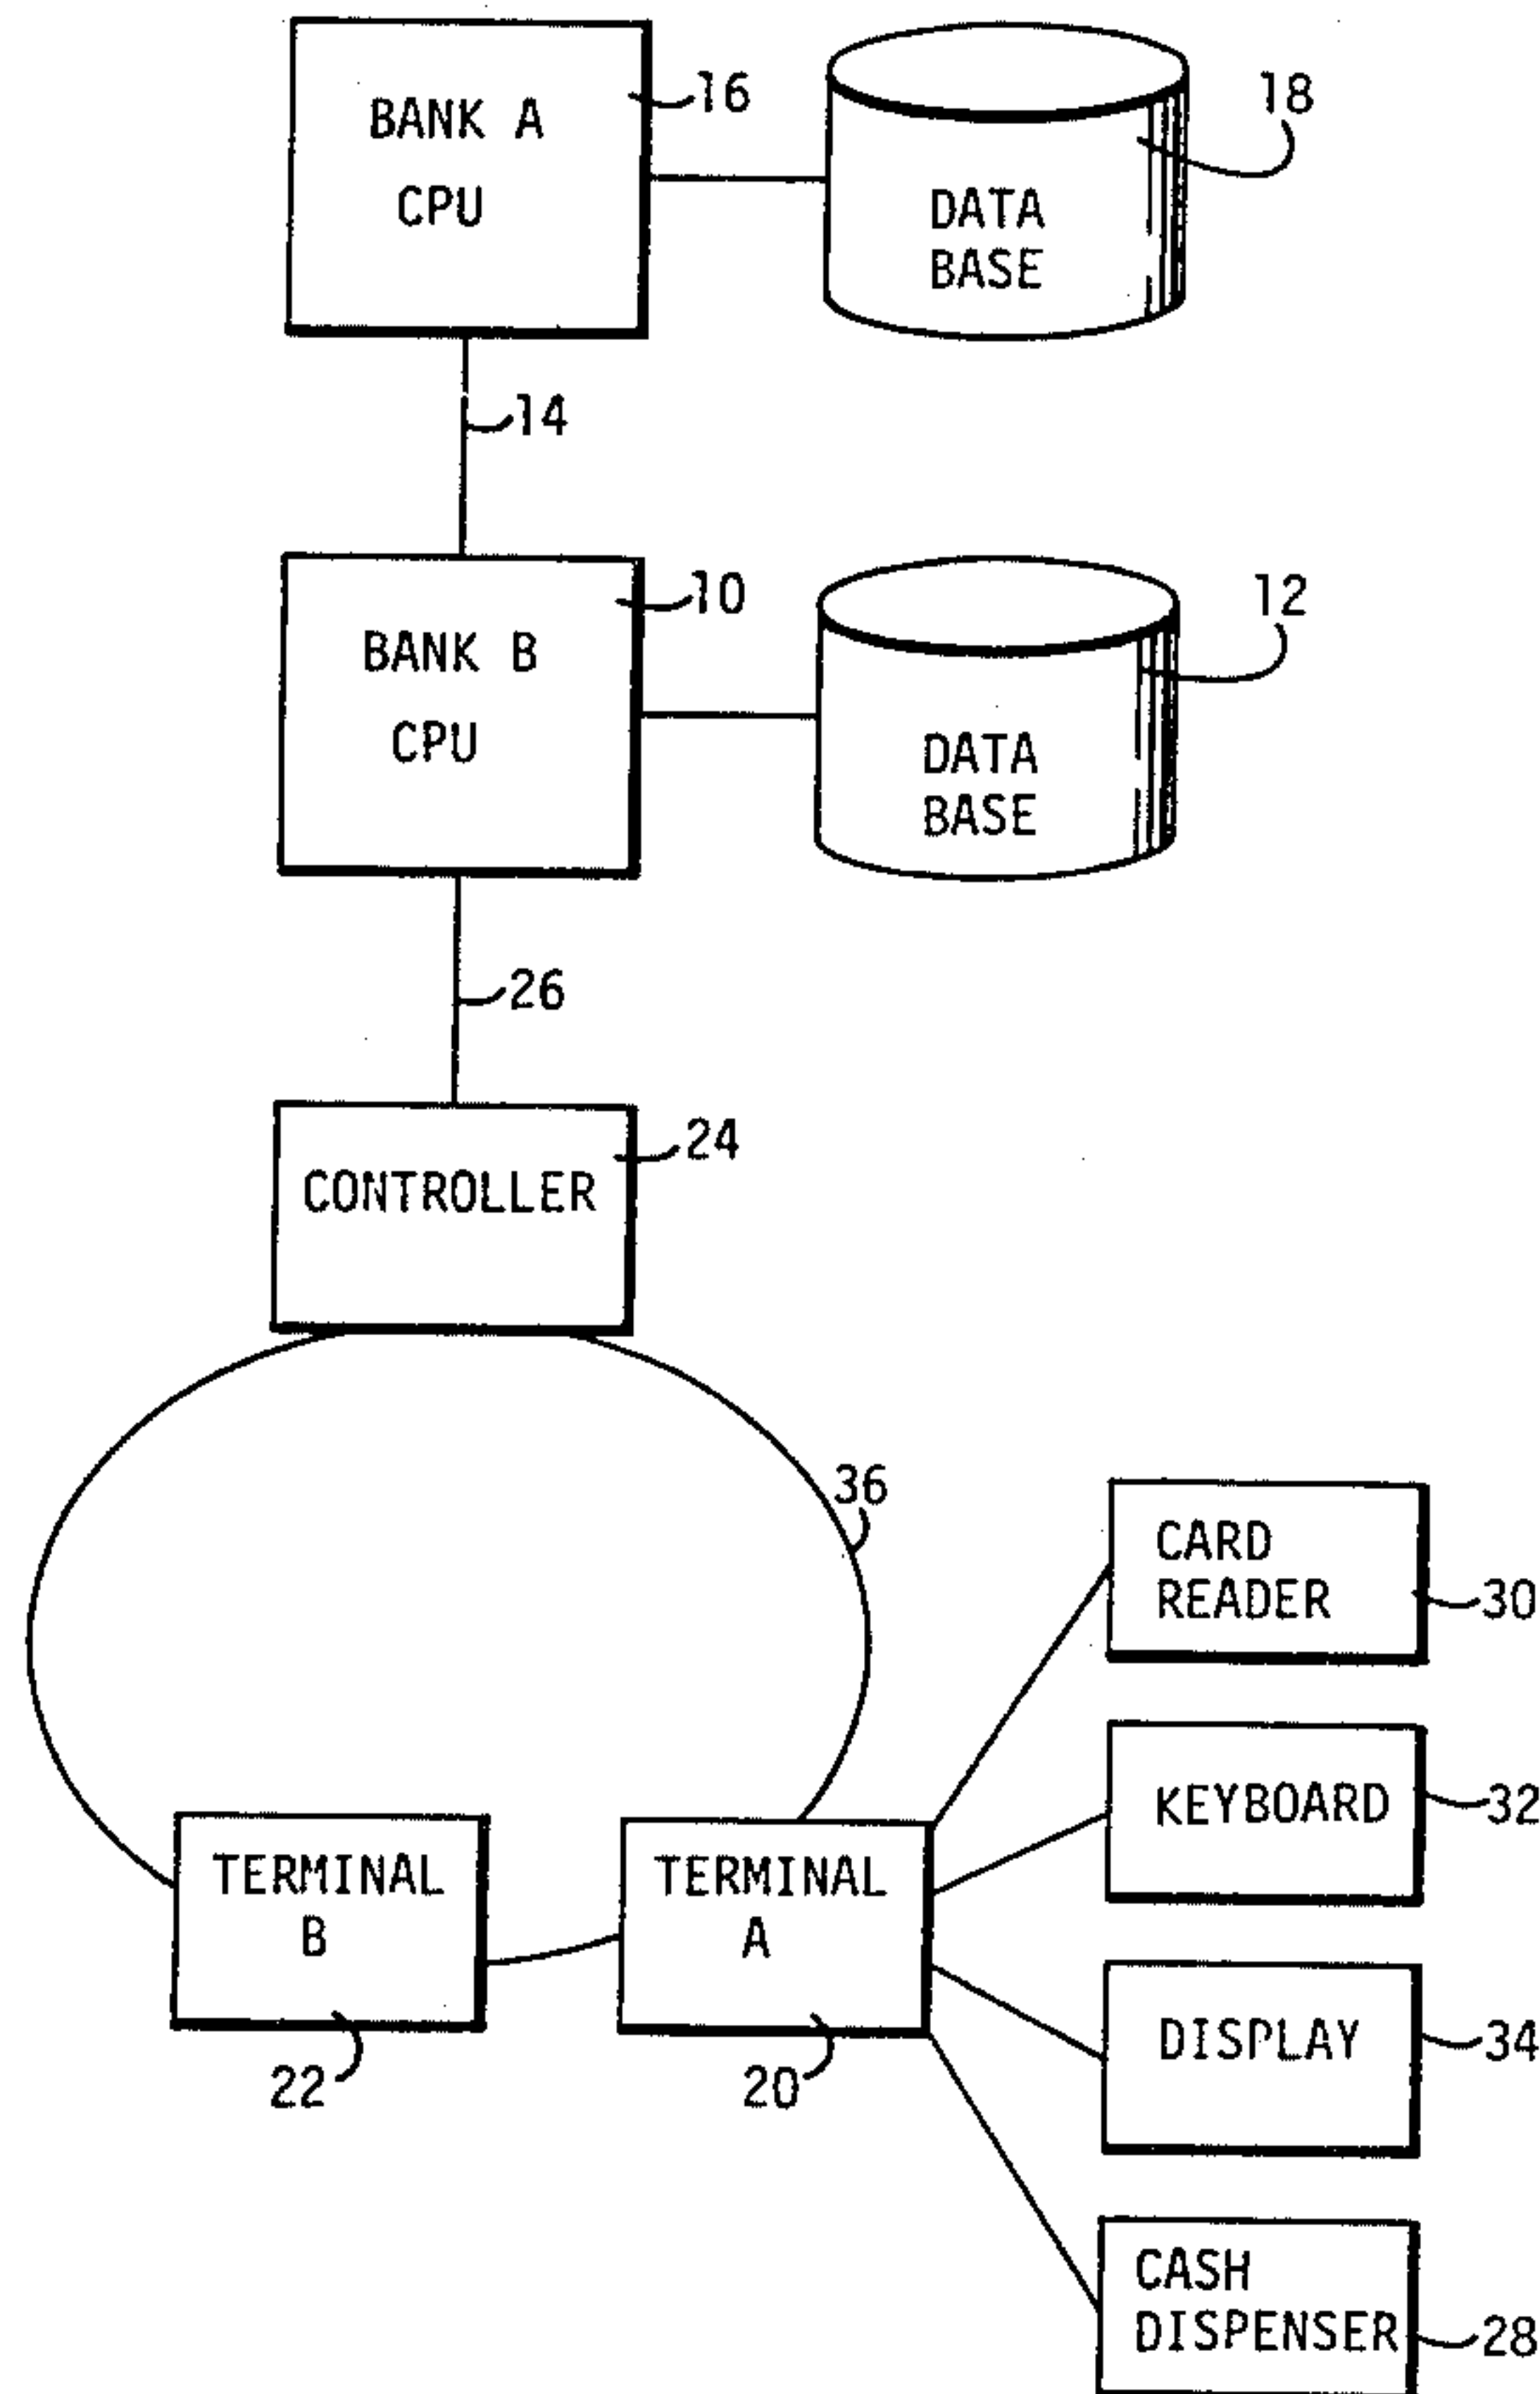 BANK A
CPU
16
DATA
BASE
18
14
BANK B
CPU
10
DATA
BASE
12
26
CONTROLLER
24
36
CARD
READER
30
KEYBOARD
32
TERMINAL
B
22
TERMINAL
A
20
DISPLAY
34
CASH
DISPENSER
28